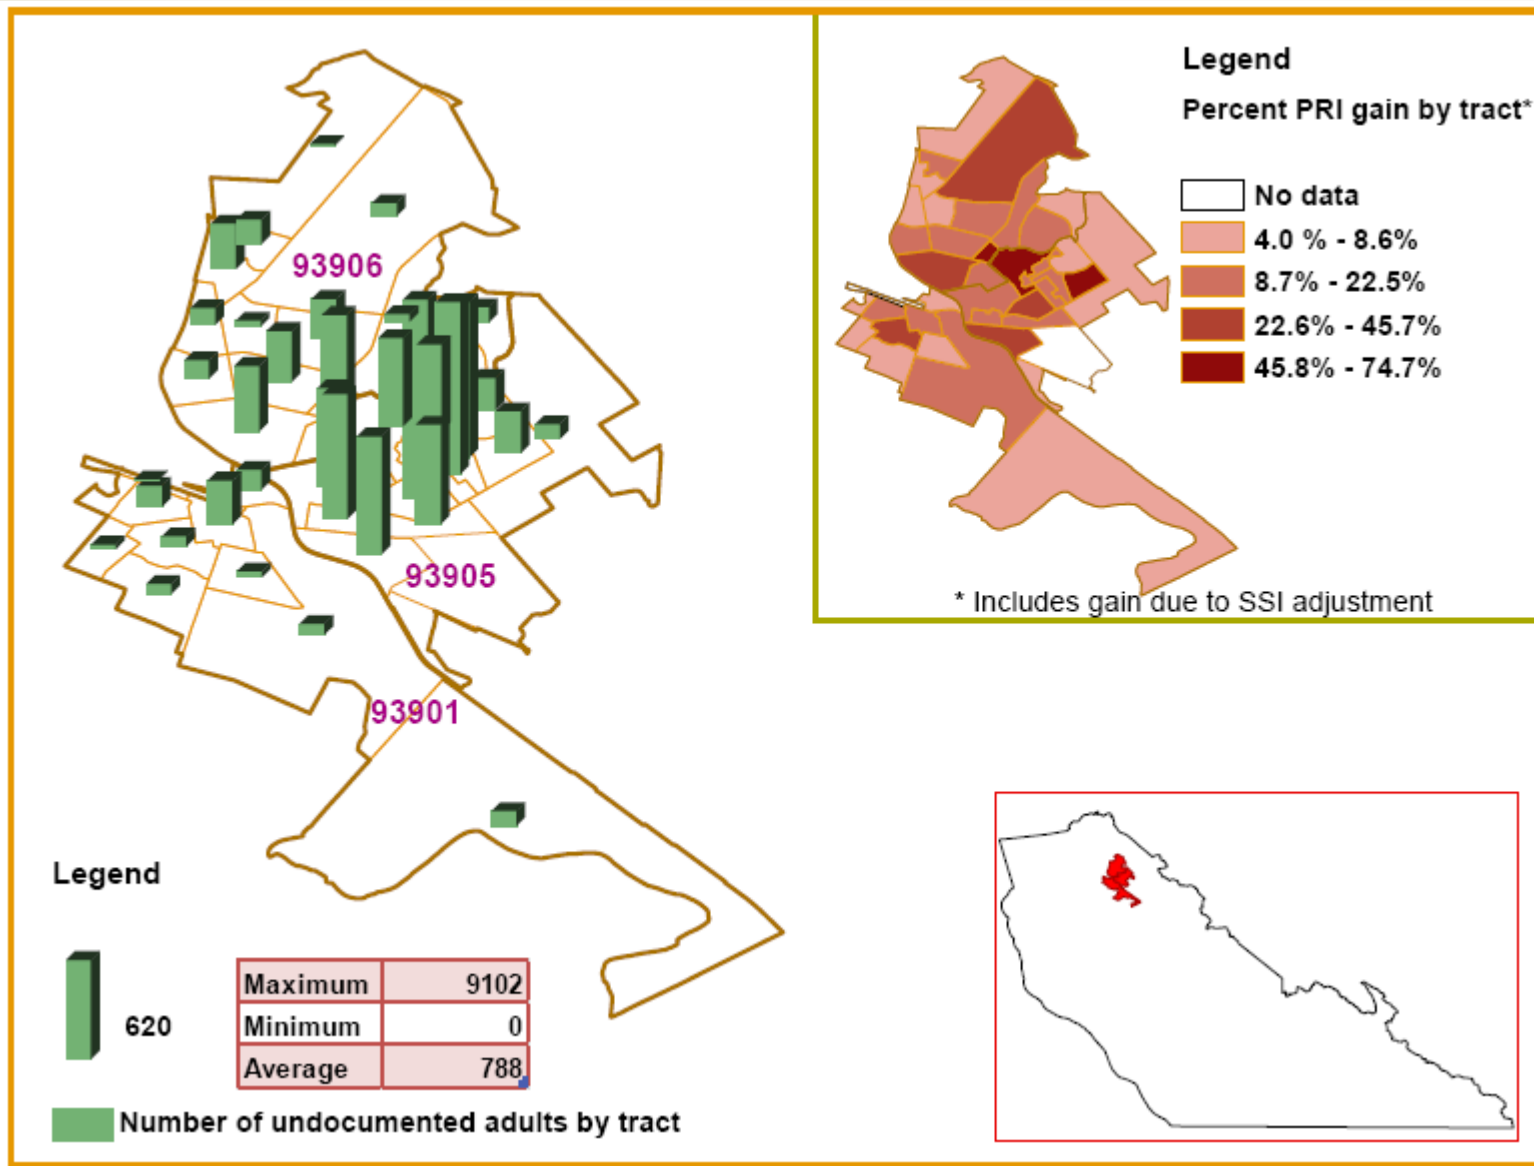 93906
93905
93901
Legend
620
Maximum 9102
Minimum 0
Average 788
Number of undocumented adults by tract
Legend
Percent PRI gain by tract*
No data
4.0 % - 8.6%
8.7% - 22.5%
22.6% - 45.7%
45.8% - 74.7%
* Includes gain due to SSI adjustment